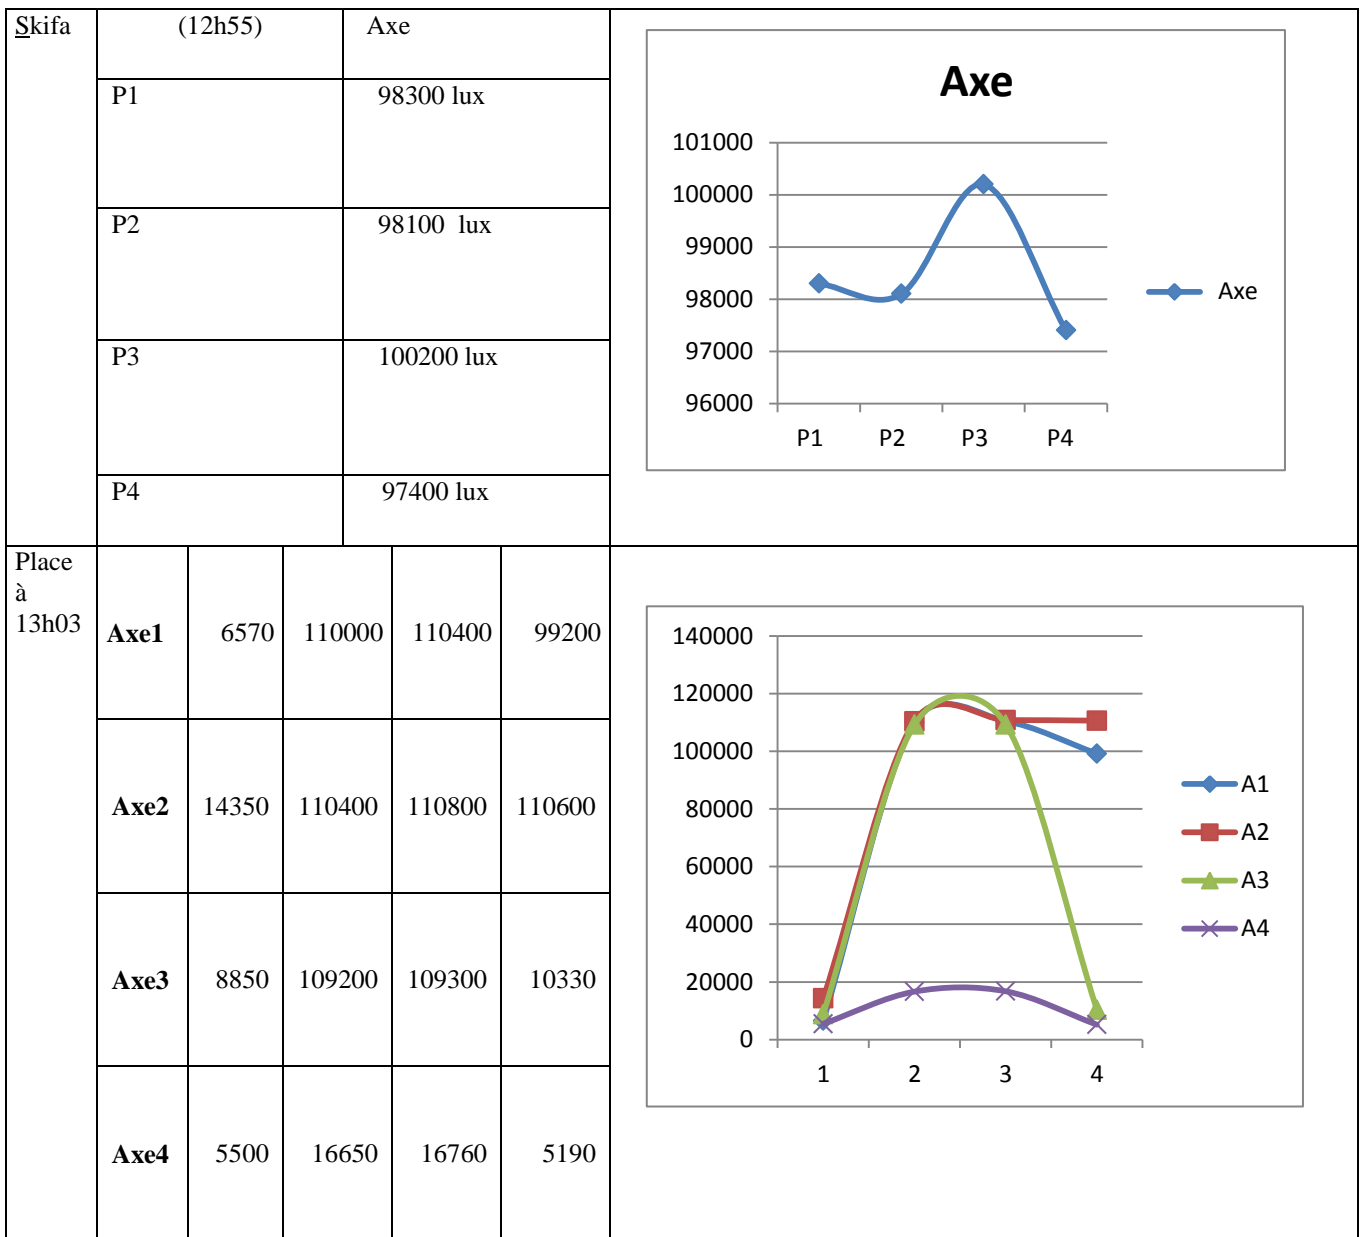 Skifa (12h55) Axe
P1 98300 lux
P2 98100 lux
P3 100200 lux
P4 97400 lux
Axe
101000
100000
99000
98000
97000
96000
P1 P2 P3 P4
Axe
Place
à
13h03
Axe1 6570 110000 110400 99200
Axe2 14350 110400 110800 110600
Axe3 8850 109200 109300 10330
Axe4 5500 16650 16760 5190
140000
120000
100000
80000
60000
40000
20000
0
1 2 3 4
A1
A2
A3
A4